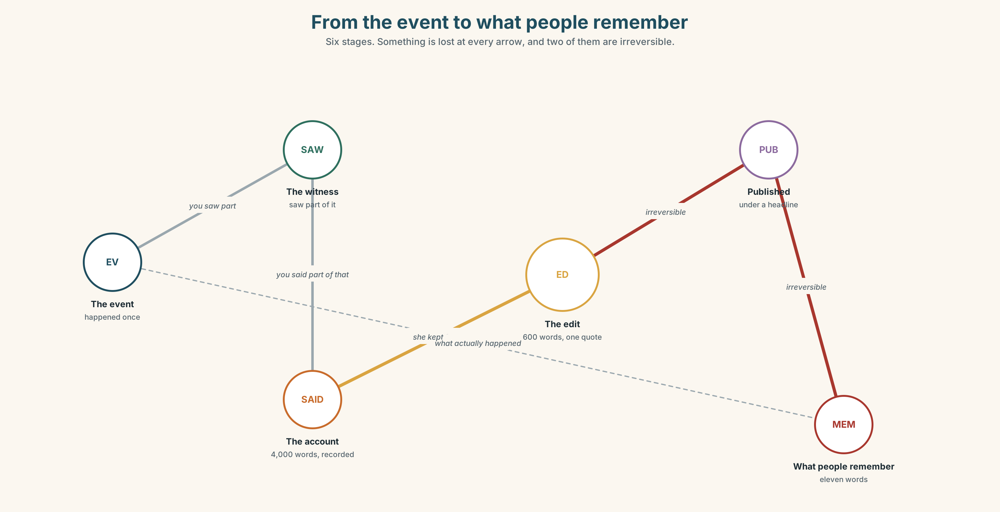 From the event to what people remember
Six stages. Something is lost at every arrow, and two of them are irreversible.
EV
The event
happened once
you saw part
SAW
The witness
saw part of it
you said part of that
SAID
The account
4,000 words, recorded
she kept
what actually happened
ED
The edit
600 words, one quote
irreversible
PUB
Published
under a headline
irreversible
MEM
What people remember
eleven words